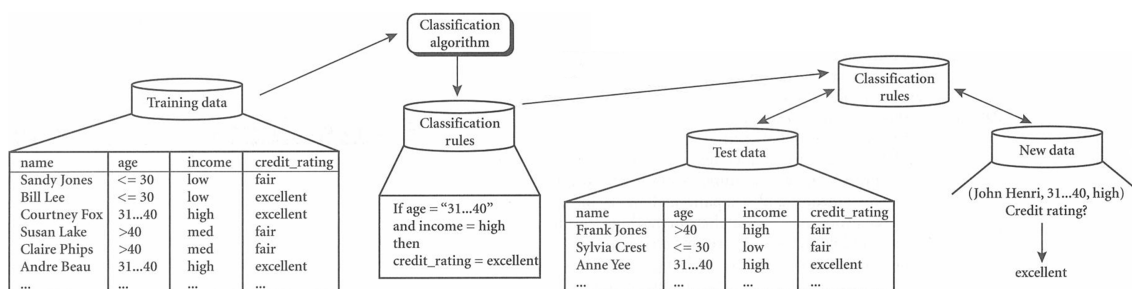 Classification
algorithm
Training data
name age income credit_rating
Sandy Jones <= 30 low fair
Bill Lee <= 30 low excellent
Courtney Fox 31...40 high excellent
Susan Lake >40 med fair
Claire Phips >40 med fair
Andre Beau 31...40 high excellent
... ... ... ...
Classification
rules
If age = “31...40”
and income = high
then
credit_rating = excellent
Classification
rules
Test data
name age income credit_rating
Frank Jones >40 high fair
Sylvia Crest <= 30 low fair
Anne Yee 31...40 high excellent
... ... ... ...
New data
(John Henri, 31...40, high)
Credit rating?
excellent